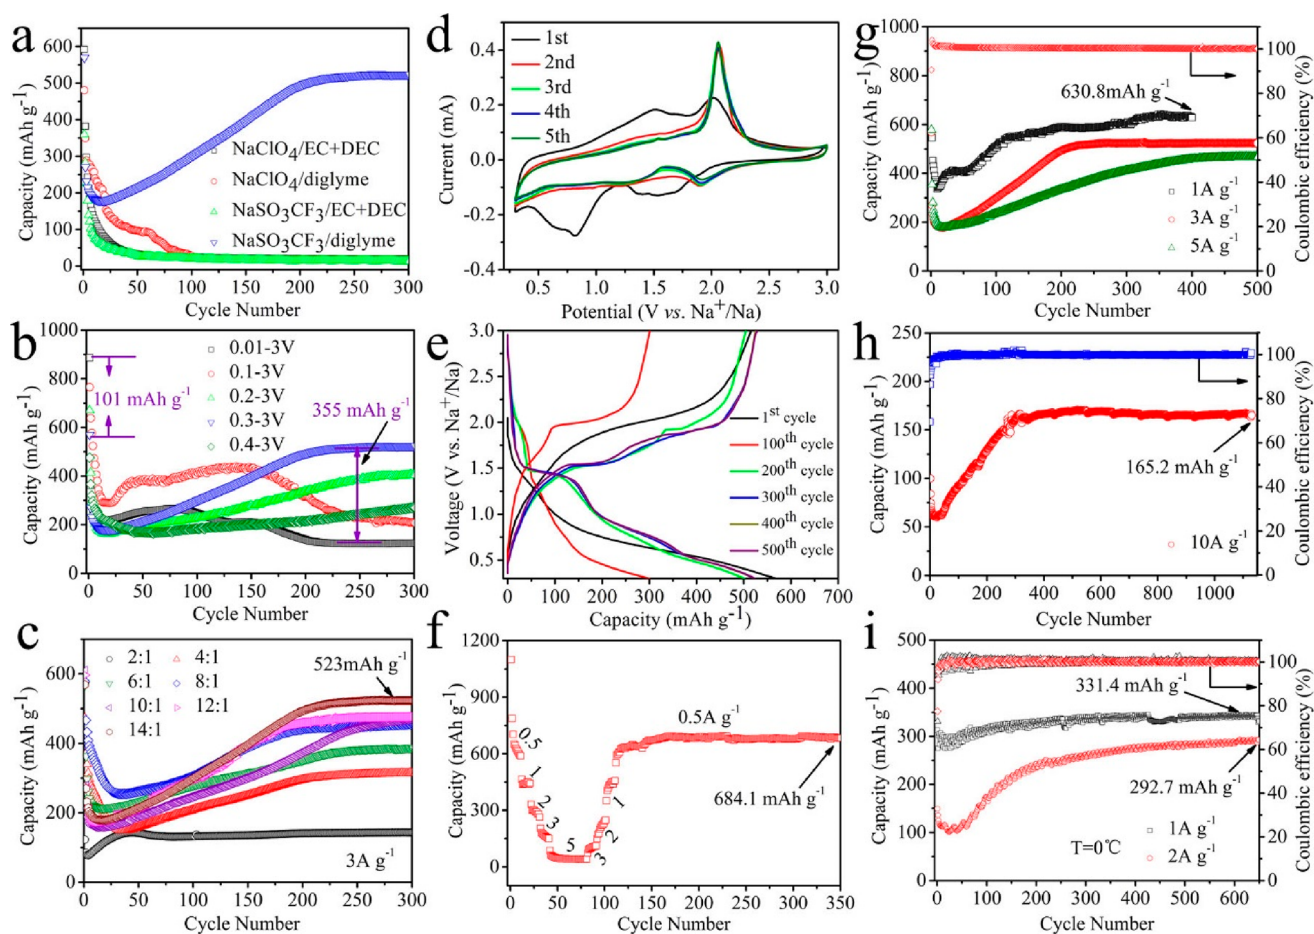 a
600
500
400
300
200
100
0
Capacity (mAh g-1)
NaClO4/EC+DEC
NaClO4/diglyme
NaSO3CF3/EC+DEC
NaSO3CF3/diglyme
0 50 100 150 200 250 300
Cycle Number
d
0.4
0.2
0.0
-0.2
-0.4
Current (mA)
1st
2nd
3rd
4th
5th
0.5 1.0 1.5 2.0 2.5 3.0
Potential (V vs. Na+/Na)
g
1000
900
800
600
400
200
0
Capacity (mAh g-1)
630.8mAh g-1
1A g-1
3A g-1
5A g-1
100
80
60
40
20
0
Coulombic efficiency (%)
0 100 200 300 400 500
Cycle Number
b
1000
800
600
400
200
0
Capacity (mAh g-1)
0.01-3V
0.1-3V
0.2-3V
0.3-3V
0.4-3V
101 mAh g-1
355 mAh g-1
0 50 100 150 200 250 300
Cycle Number
e
3.0
2.5
2.0
1.5
1.0
0.5
Voltage (V vs. Na+/Na)
1st cycle
100th cycle
200th cycle
300th cycle
400th cycle
500th cycle
0 100 200 300 400 500 600 700
Capacity (mAh g-1)
h
250
225
175
150
100
50
0
Capacity (mAh g-1)
165.2 mAh g-1
10A g-1
100
80
60
40
20
0
Coulombic efficiency (%)
0 200 400 600 800 1000
Cycle Number
c
600
500
400
300
200
100
0
Capacity (mAh g-1)
2:1 4:1
6:1 8:1
10:1 12:1
14:1
523mAh g-1
3A g-1
0 50 100 150 200 250 300
Cycle Number
f
1200
900
600
300
0
Capacity (mAh g-1)
0.5
1
2
3
5
3
2
1
0.5A g-1
684.1 mAh g-1
0 50 100 150 200 250 300 350
Cycle Number
i
500
450
400
300
200
100
0
Capacity (mAh g-1)
331.4 mAh g-1
292.7 mAh g-1
T=0℃
1A g-1
2A g-1
100
80
60
40
20
0
Coulombic efficiency (%)
0 100 200 300 400 500 600
Cycle Number